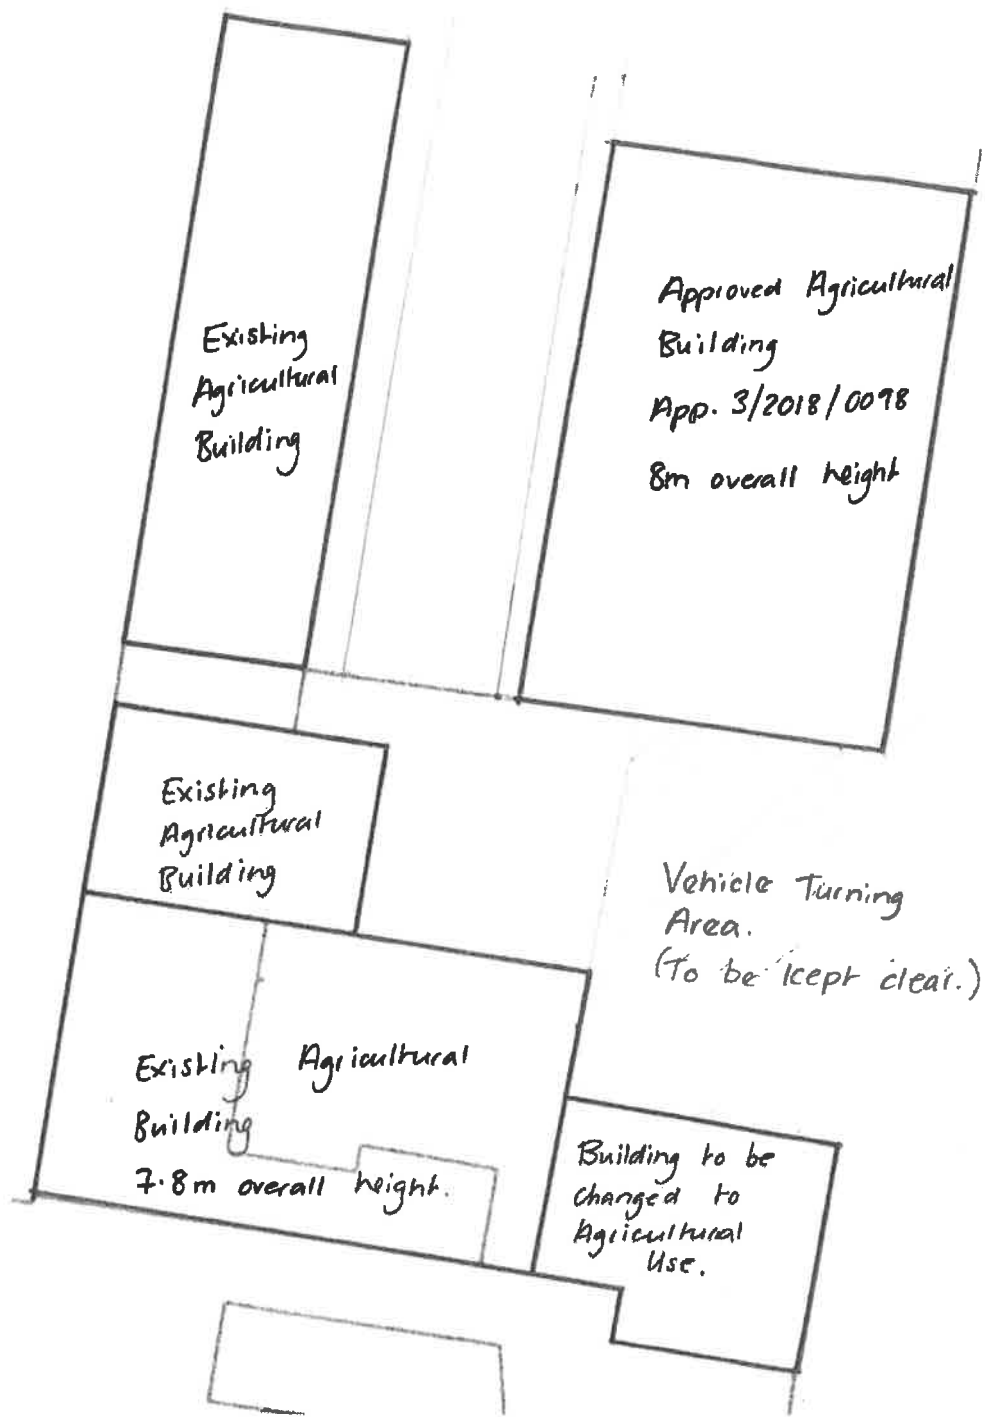 Existing
Agricultural
Building
Approved Agricultural
Building
App. 3/2018/0098
8m overall height
Existing
Agricultural
Building
Vehicle Turning
Area.
(To be kept clear.)
Existing Agricultural
Building
7.8m overall height.
Building to be
changed to
Agricultural
Use.